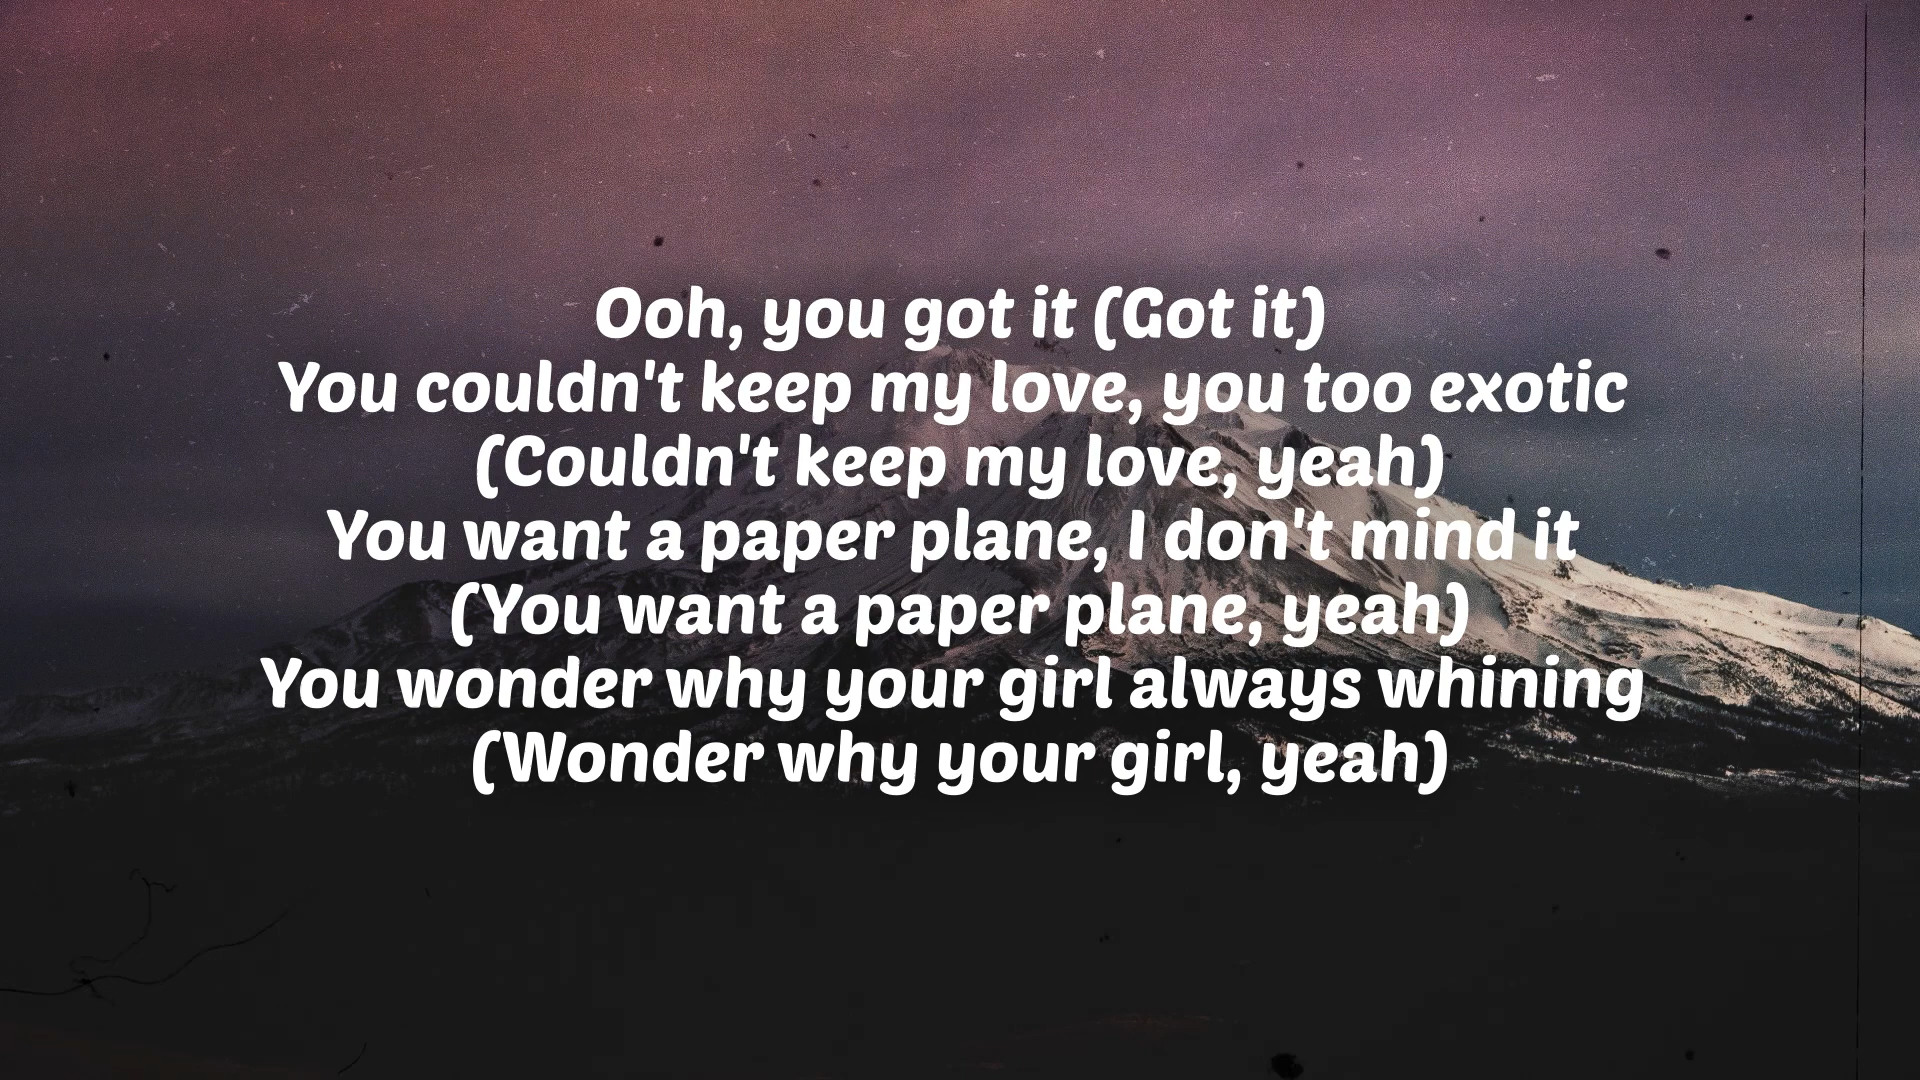 Ooh, you got it (Got it)
You couldn't keep my love, you too exotic
(Couldn't keep my love, yeah)
You want a paper plane, I don't mind it
(You want a paper plane, yeah)
You wonder why your girl always whining
(Wonder why your girl, yeah)